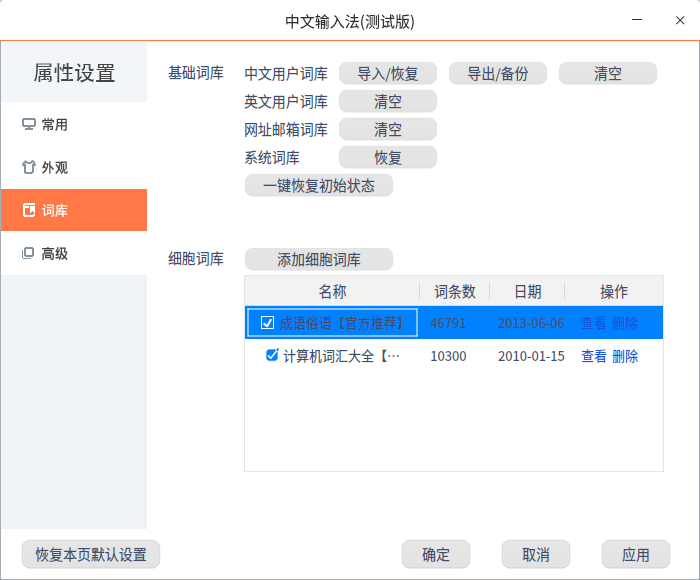 中文输入法(测试版)
属性设置
常用
外观
词库
高级
基础词库
中文用户词库 导入/恢复 导出/备份 清空
英文用户词库 清空
网址邮箱词库 清空
系统词库 恢复
一键恢复初始状态
细胞词库 添加细胞词库
名称 词条数 日期 操作
成语俗语【官方推荐】 46791 2013-06-06 查看 删除
计算机词汇大全【… 10300 2010-01-15 查看 删除
恢复本页默认设置 确定 取消 应用